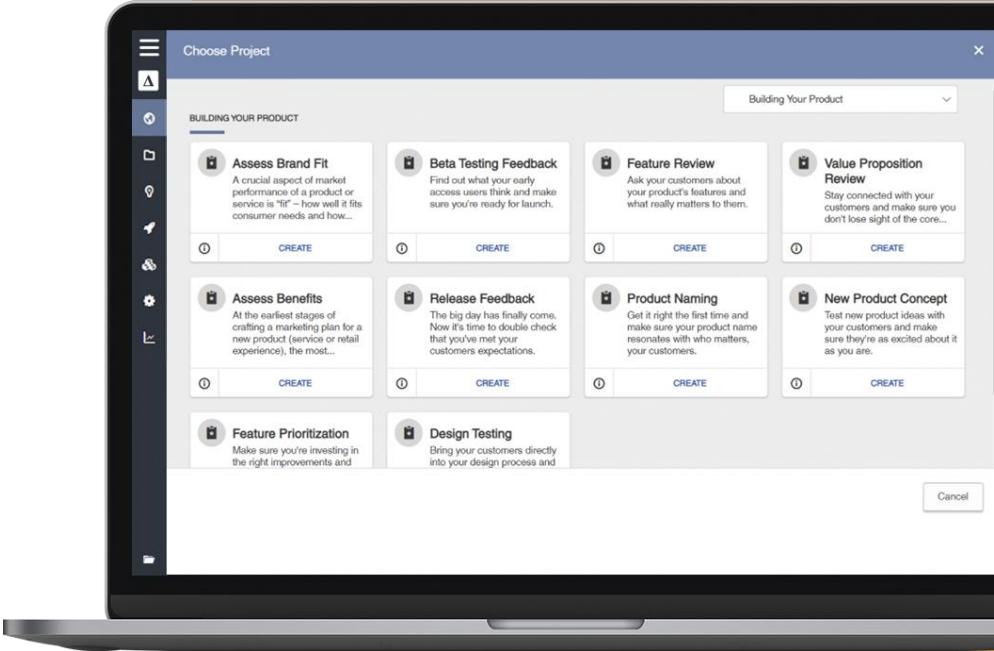 Choose Project
Building Your Product
BUILDING YOUR PRODUCT
Assess Brand Fit
A crucial aspect of market
performance of a product or
service is "fit" – how well it fits
consumer needs and how...
CREATE
Beta Testing Feedback
Find out what your early
access users think and make
sure you're ready for launch.
CREATE
Feature Review
Ask your customers about
your product's features and
what really matters to them.
CREATE
Value Proposition
Review
Stay connected with your
customers and make sure you
don't lose sight of the core...
CREATE
Assess Benefits
At the earliest stages of
crafting a marketing plan for a
new product (service or retail
experience), the most...
CREATE
Release Feedback
The big day has finally come.
Now it's time to double check
that you've met your
customers expectations.
CREATE
Product Naming
Get it right the first time and
make sure your product name
resonates with who matters,
your customers.
CREATE
New Product Concept
Test new product ideas with
your customers and make
sure they're as excited about it
as you are.
CREATE
Feature Prioritization
Make sure you're investing in
the right improvements and
Design Testing
Bring your customers directly
into your design process and
Cancel